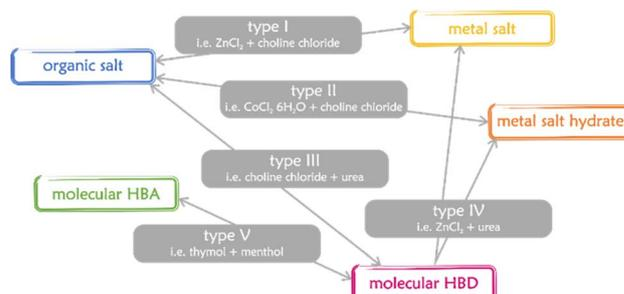 type I
i.e. ZnCl₂ + choline chloride
metal salt
organic salt
type II
i.e. CoCl₂ 6H₂O + choline chloride
metal salt hydrate
type III
i.e. choline chloride + urea
molecular HBA
type IV
i.e. ZnCl₂ + urea
type V
i.e. thymol + menthol
molecular HBD